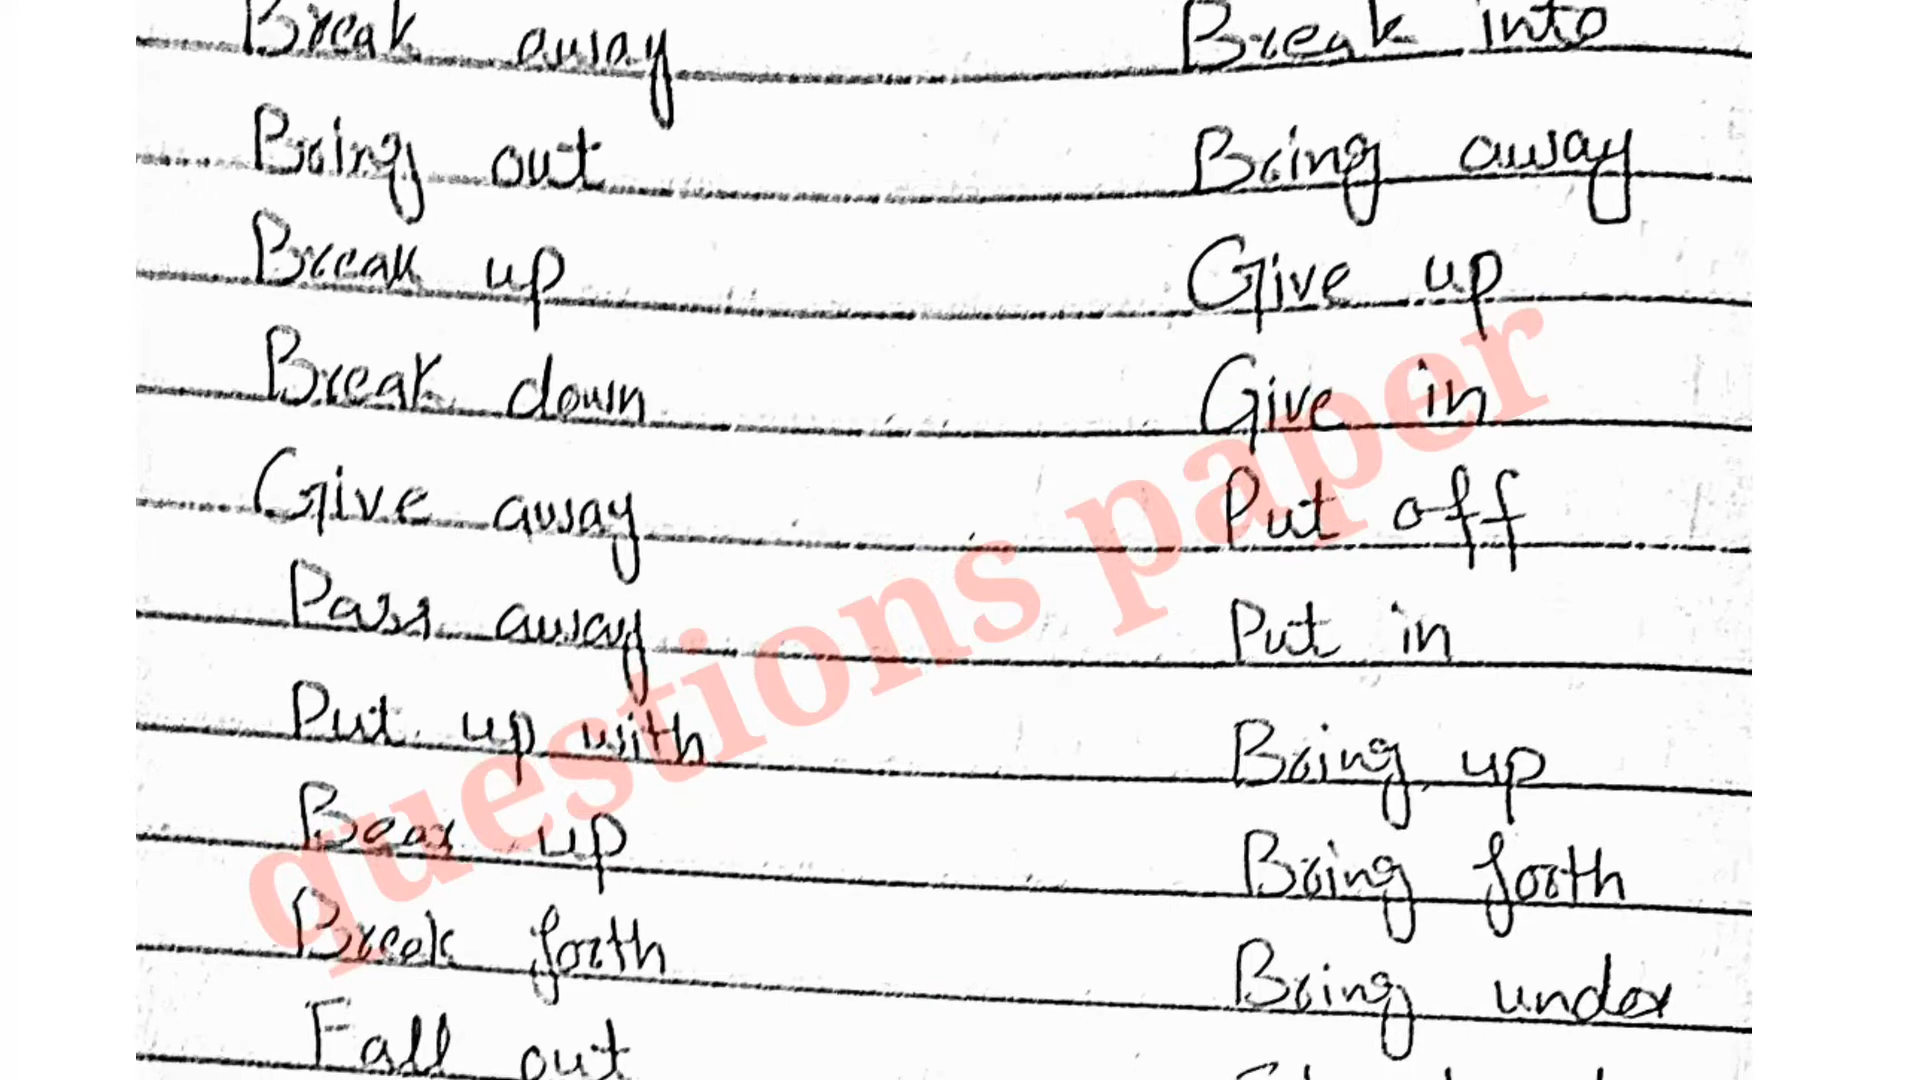 Break away Break into
Bring out Bring away
Break up Give up
Break down Give in
Give away Put off
Pass away Put in
Put up with Bring up
Bear up Bring forth
Break forth Bring under
Fall out
questions paper